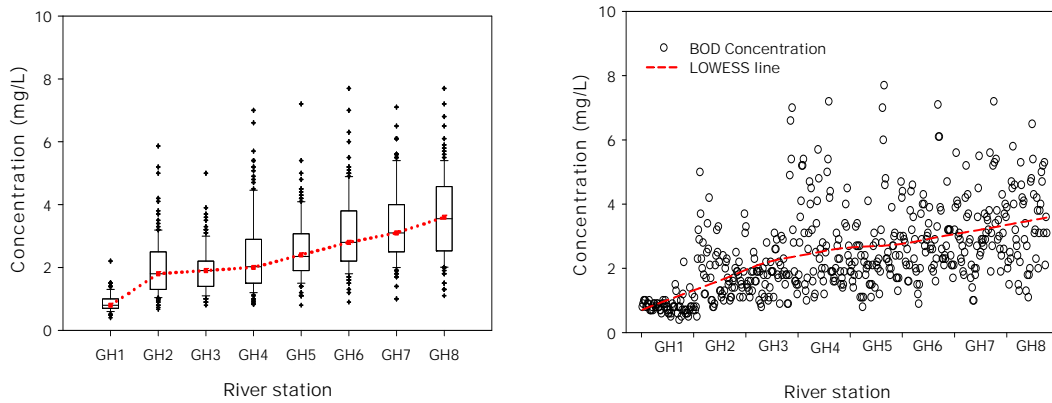 10
8
6
4
2
0
Concentration (mg/L)
GH1 GH2 GH3 GH4 GH5 GH6 GH7 GH8
River station
10
8
6
4
2
0
Concentration (mg/L)
BOD Concentration
LOWESS line
GH1 GH2 GH3 GH4 GH5 GH6 GH7 GH8
River station